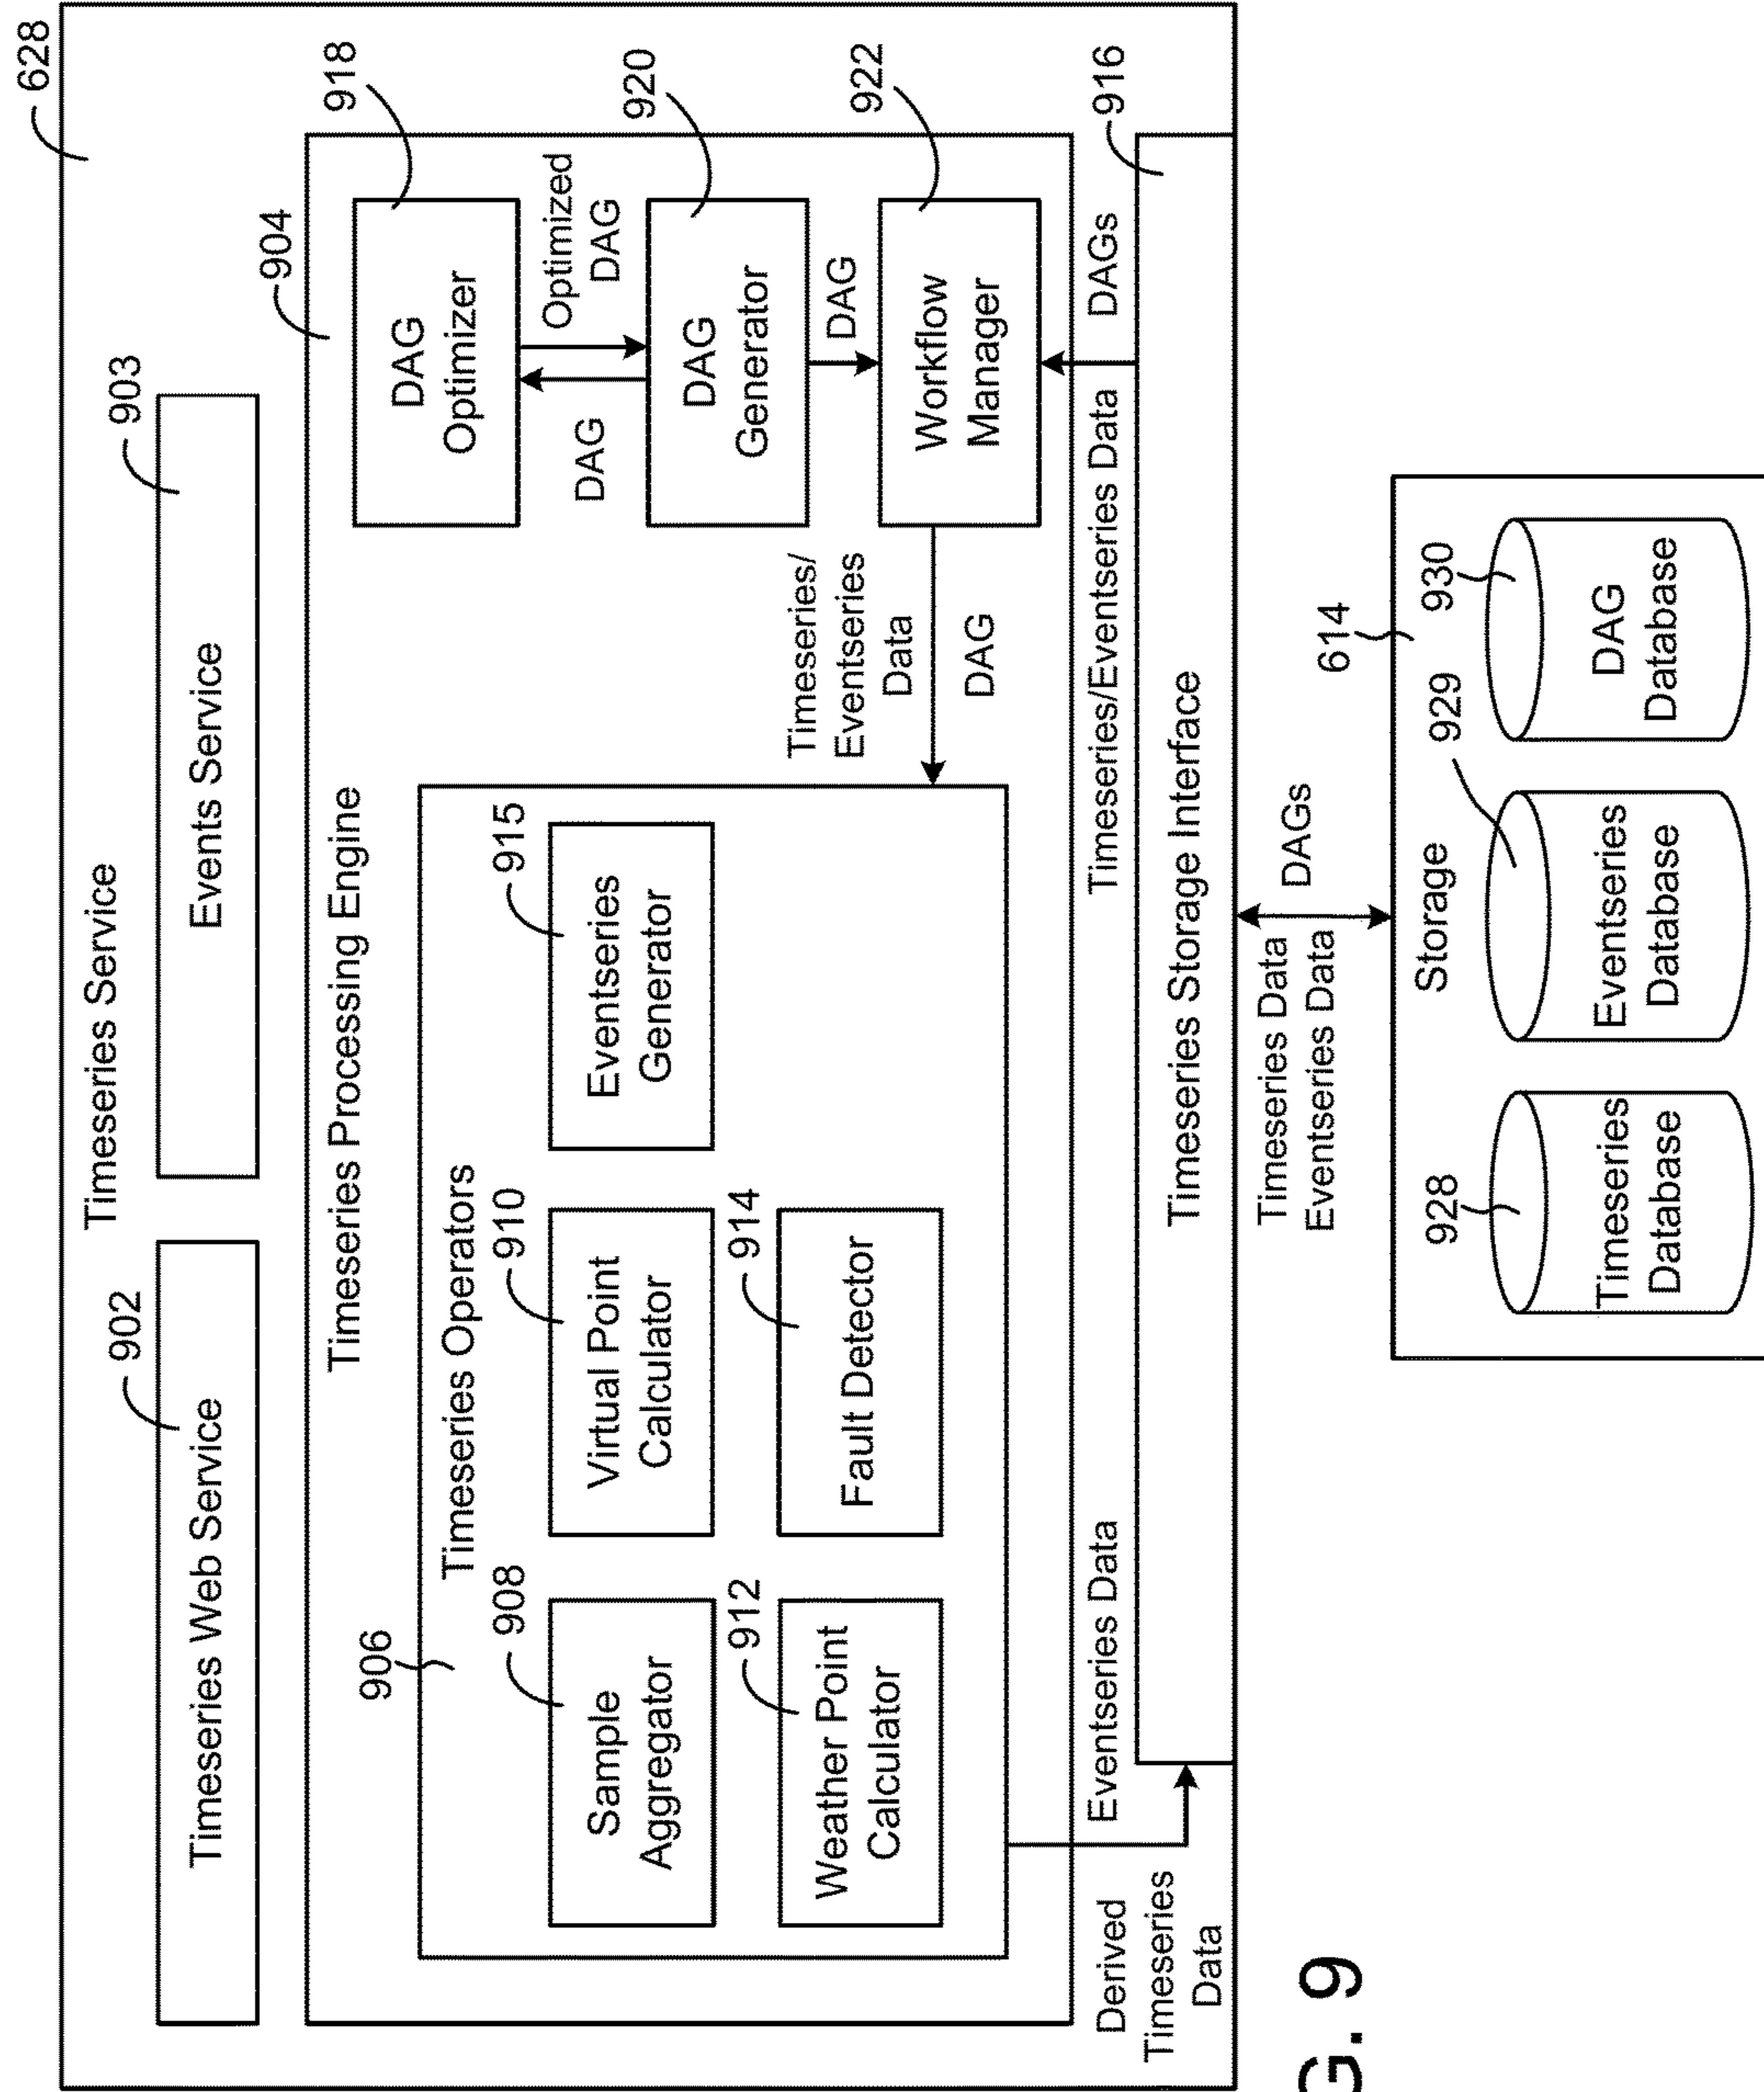 628
Timeseries Service
902
903
Timeseries Web Service
Events Service
904
Timeseries Processing Engine
906
Timeseries Operators
908
Sample
Aggregator
910
Virtual Point
Calculator
915
Eventseries
Generator
912
Weather Point
Calculator
914
Fault Detector
918
DAG
Optimizer
DAG
Optimized
DAG
920
DAG
Generator
DAG
922
Workflow
Manager
Timeseries/
Eventseries
Data
DAG
Derived
Timeseries
Data
Eventseries Data
Timeseries/Eventseries Data
DAGs
916
Timeseries Storage Interface
Timeseries Data
Eventseries Data
DAGs
614
Storage
928
Timeseries
Database
929
Eventseries
Database
930
DAG
Database
G. 9